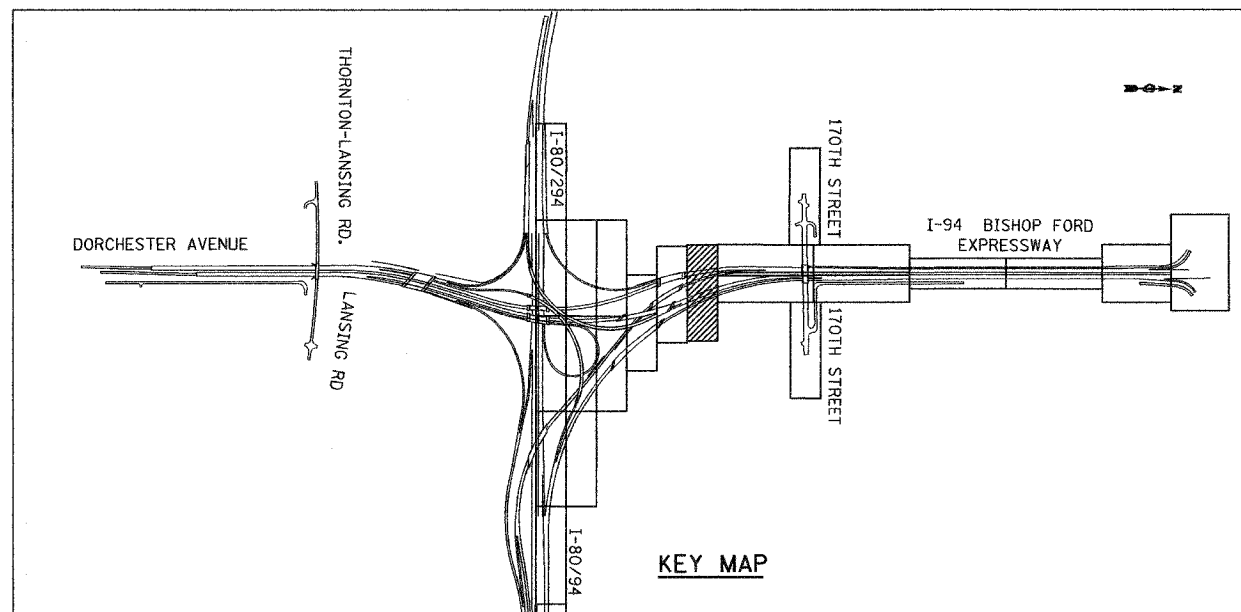 THORNTON-LANSING RD.
I-80/294
170TH STREET
N
I-94 BISHOP FORD
EXPRESSWAY
DORCHESTER AVENUE
LANSING RD
170TH STREET
I-80/94
KEY MAP